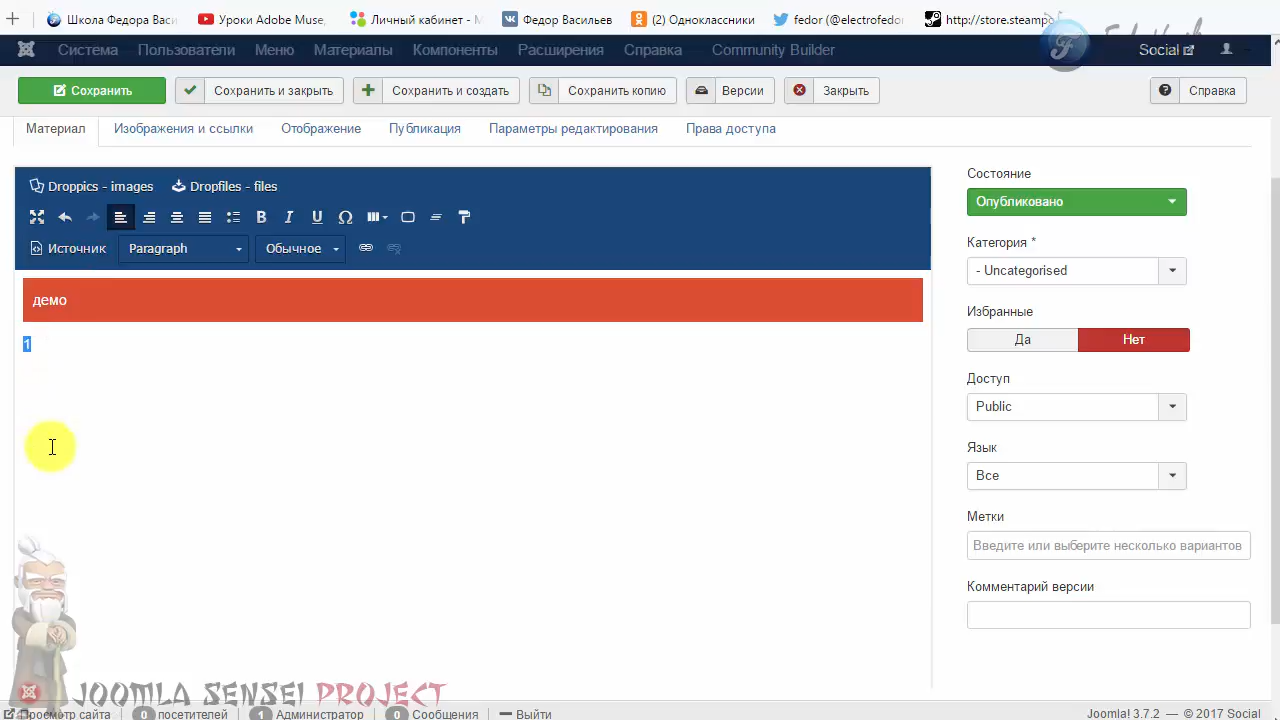 Школа Федора Васи
Уроки Adobe Muse,
Личный кабинет - М
Федор Васильев
(2) Одноклассники
fedor (@electrofedor
http://store.steampo
Система Пользователи Меню Материалы Компоненты Расширения Справка Community Builder Social
Сохранить Сохранить и закрыть Сохранить и создать Сохранить копию Версии Закрыть Справка
Материал Изображения и ссылки Отображение Публикация Параметры редактирования Права доступа
Droppics - images Dropfiles - files
Источник Paragraph Обычное
демо
1
Состояние
Опубликовано
Категория *
- Uncategorised
Избранные
Да Нет
Доступ
Public
Язык
Все
Метки
Введите или выберите несколько вариантов
Комментарий версии
JOOMLA SENSEI PROJECT
Просмотр сайта 0 посетителей 1 Администратор 0 Сообщения Выйти
Joomla! 3.7.2 — © 2017 Social